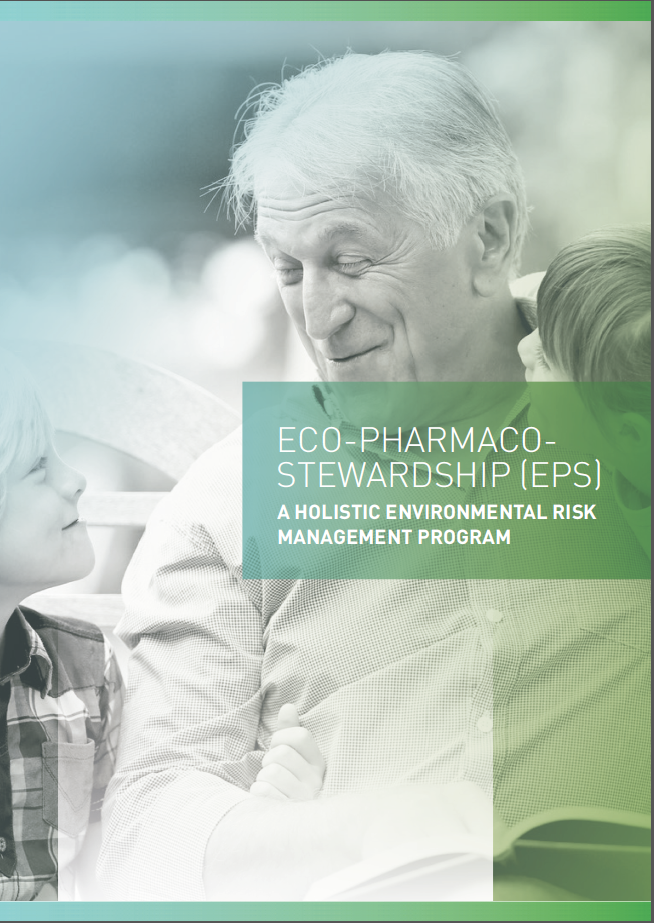 ECO-PHARMACO-
STEWARDSHIP (EPS)
A HOLISTIC ENVIRONMENTAL RISK
MANAGEMENT PROGRAM